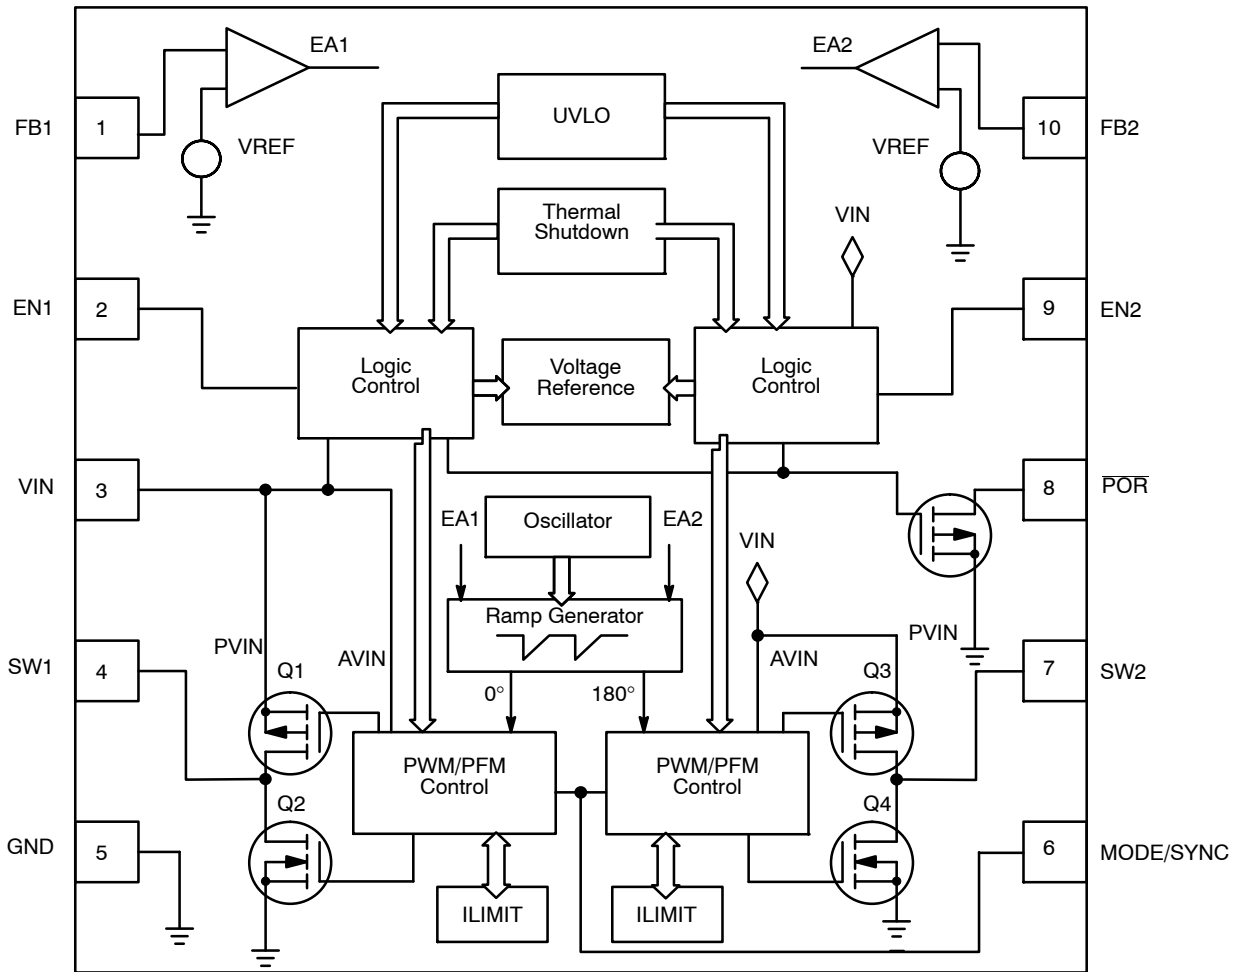 EA1
EA2
UVLO
FB1
1
VREF
VREF
10
FB2
Thermal
Shutdown
VIN
EN1
2
9
EN2
Logic
Control
Voltage
Reference
Logic
Control
VIN
3
8
POR
EA1
Oscillator
EA2
VIN
Ramp Generator
PVIN
AVIN
AVIN
PVIN
SW1
4
Q1
0°
180°
Q3
7
SW2
PWM/PFM
Control
PWM/PFM
Control
Q2
Q4
GND
5
6
MODE/SYNC
ILIMIT
ILIMIT